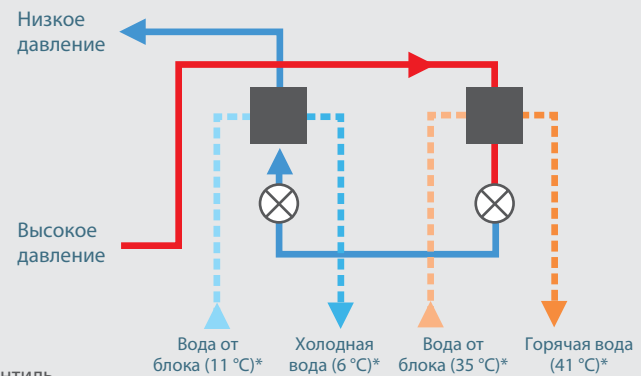 Низкое
давление
Высокое
давление
Вода от
блока (11 °C)*
Холодная
вода (6 °C)*
Вода от
блока (35 °C)*
Горячая вода
(41 °C)*